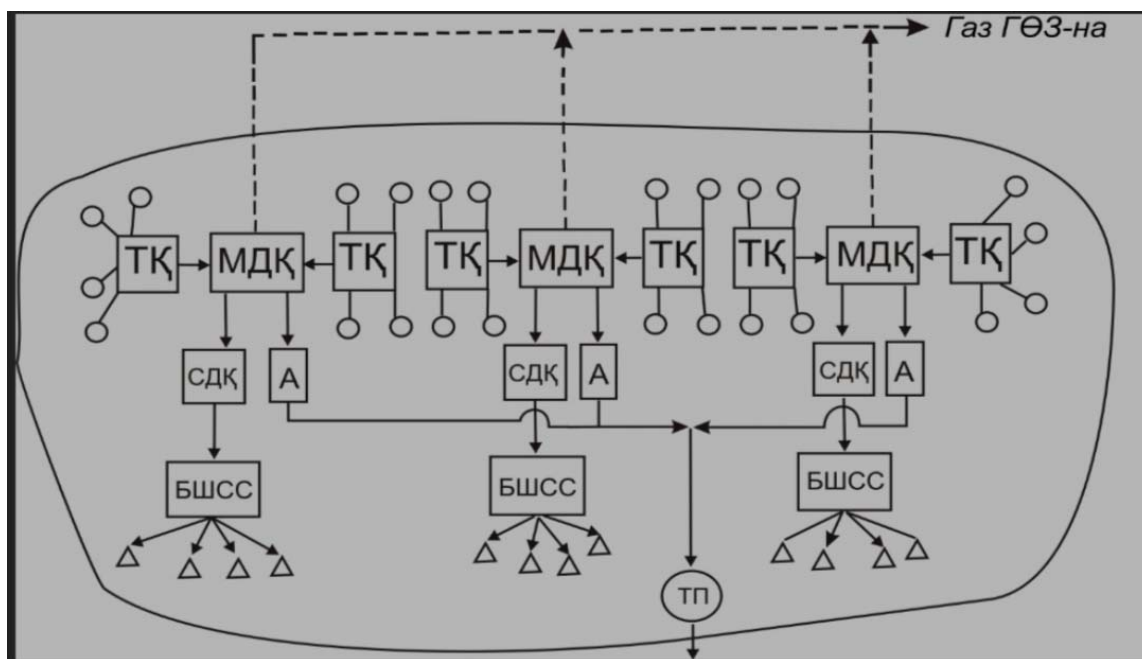 Газ ГӨЗ-на
ТҚ МДҚ ТҚ ТҚ МДҚ ТҚ ТҚ МДҚ ТҚ
СДҚ А СДҚ А СДҚ А
БШСС БШСС БШСС
ТП